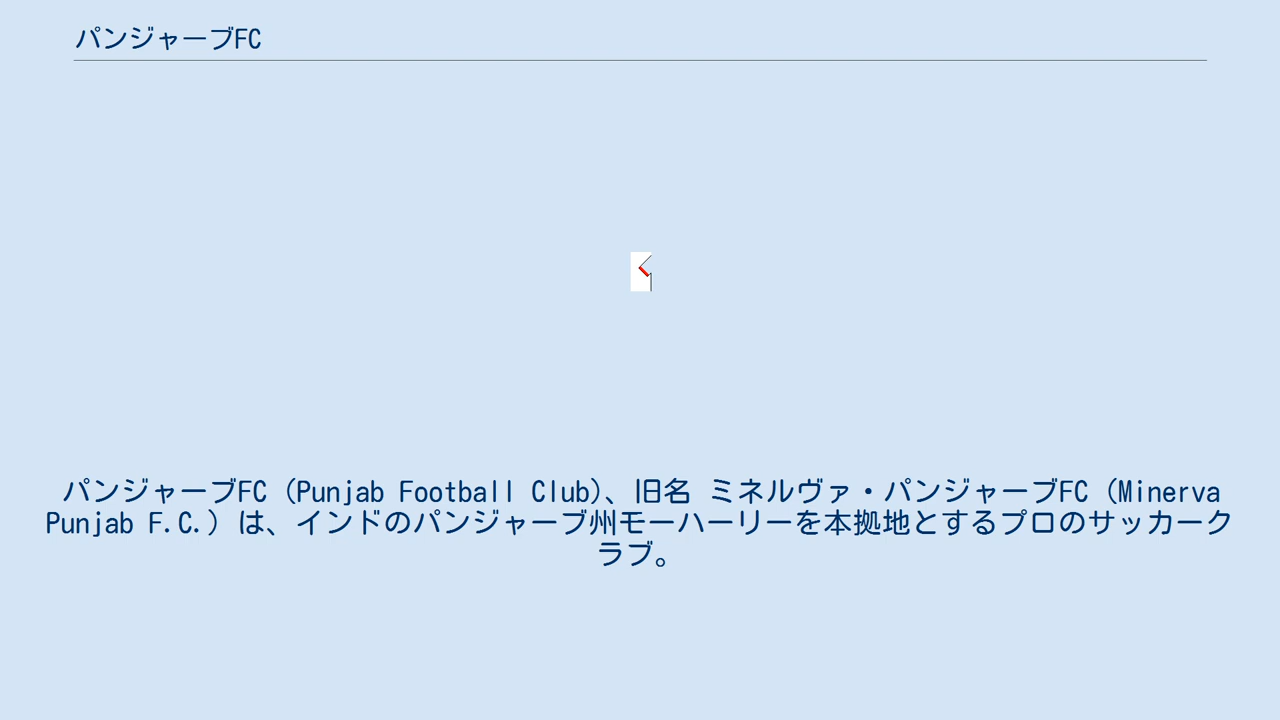 パンジャーブFC
パンジャーブFC（Punjab Football Club)、旧名 ミネルヴァ・パンジャーブFC（Minerva
Punjab F.C.）は、インドのパンジャーブ州モーハーリーを本拠地とするプロのサッカーク
ラブ。